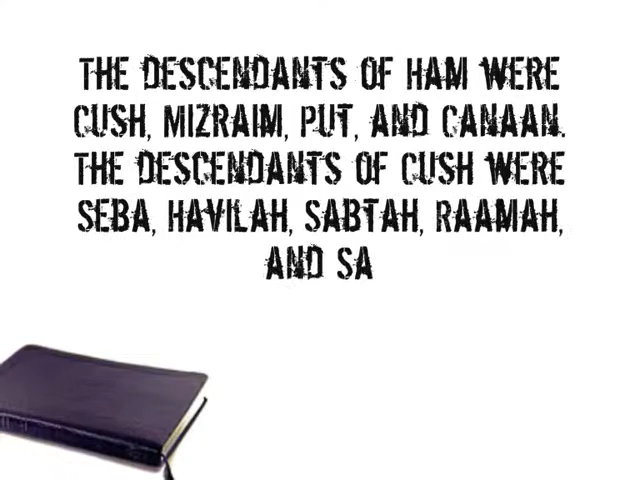 THE DESCENDANTS OF HAM WERE
CUSH, MIZRAIM, PUT, AND CANAAN.
THE DESCENDANTS OF CUSH WERE
SEBA, HAVILAH, SABTAH, RAAMAH,
AND SA